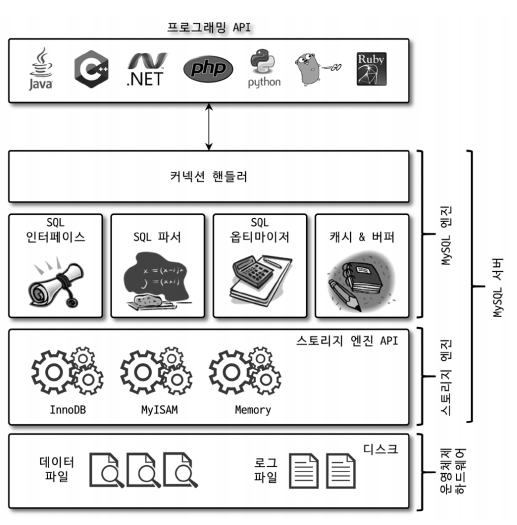 프로그래밍 API
Java
C++
.NET
php
python
GO
Ruby
커넥션 핸들러
SQL
인터페이스
SQL 파서
SQL
옵티마이저
캐시 & 버퍼
MySQL 엔진
MySQL 서버
스토리지 엔진 API
InnoDB
MyISAM
Memory
스토리지 엔진
디스크
데이터
파일
로그
파일
운영체제
하드웨어